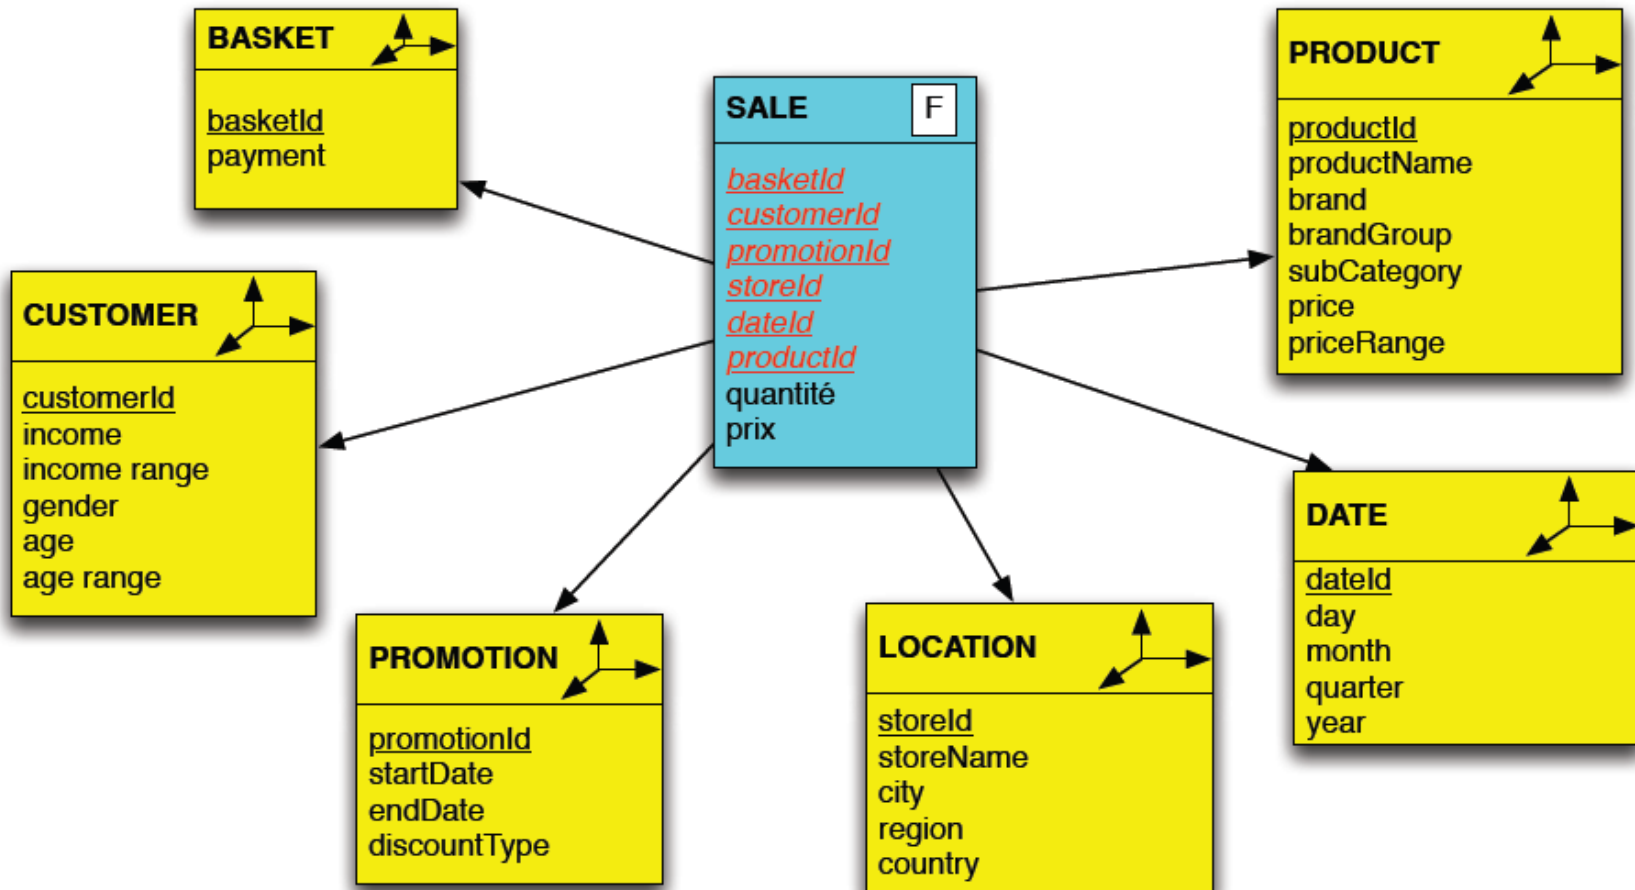 BASKET
basketId
payment
SALE
F
basketId
customerId
promotionId
storeId
dateId
productId
quantité
prix
PRODUCT
productId
productName
brand
brandGroup
subCategory
price
priceRange
CUSTOMER
customerId
income
income range
gender
age
age range
PROMOTION
promotionId
startDate
endDate
discountType
LOCATION
storeId
storeName
city
region
country
DATE
dateId
day
month
quarter
year